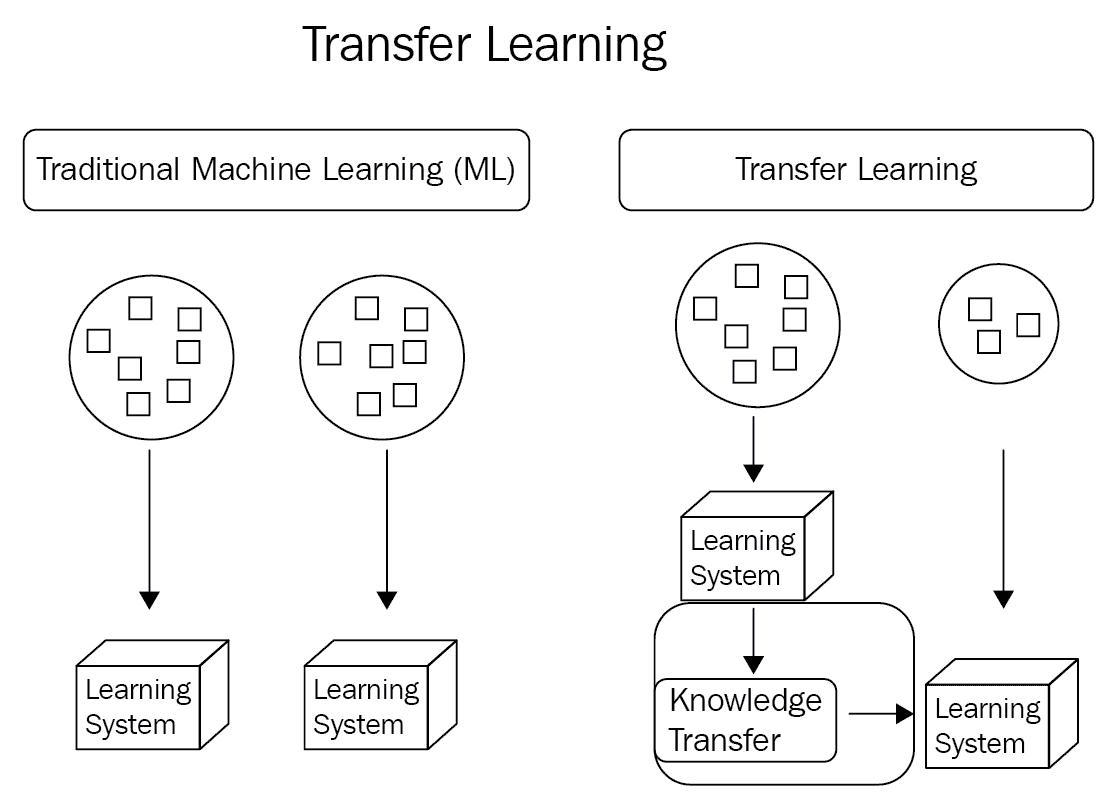 Transfer Learning
Traditional Machine Learning (ML)
Transfer Learning
Learning
System
Learning
System
Learning
System
Knowledge
Transfer
Learning
System